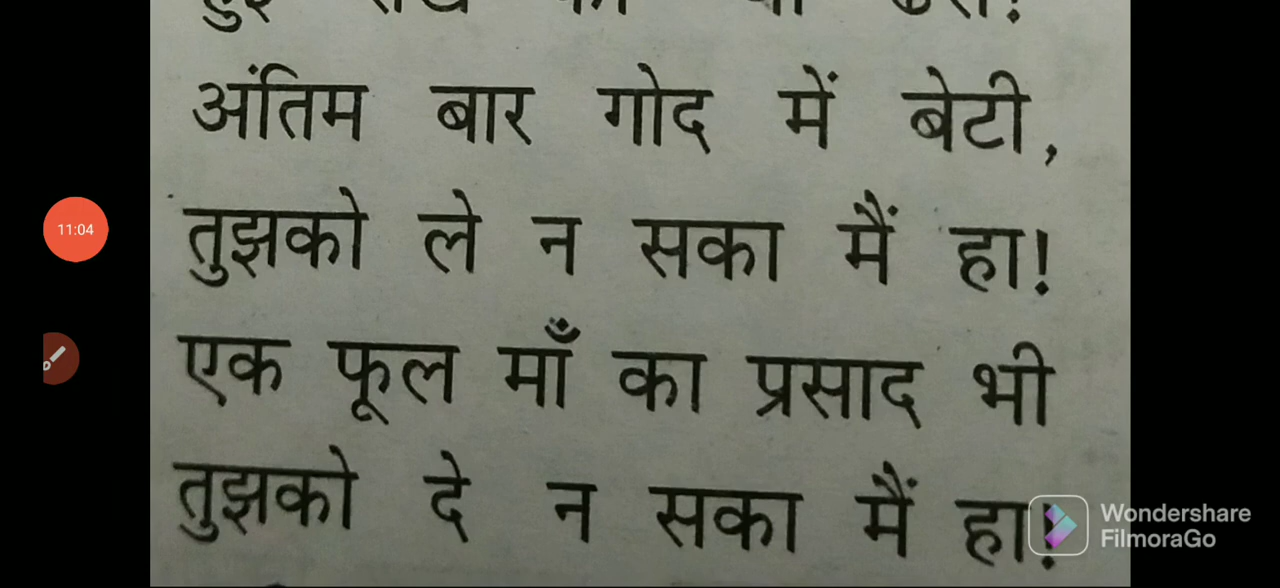 अंतिम बार गोद में बेटी,
तुझको ले न सका मैं हा!
11:04
एक फूल माँ का प्रसाद भी
तुझको दे न सका मैं हा!
Wondershare
FilmoraGo